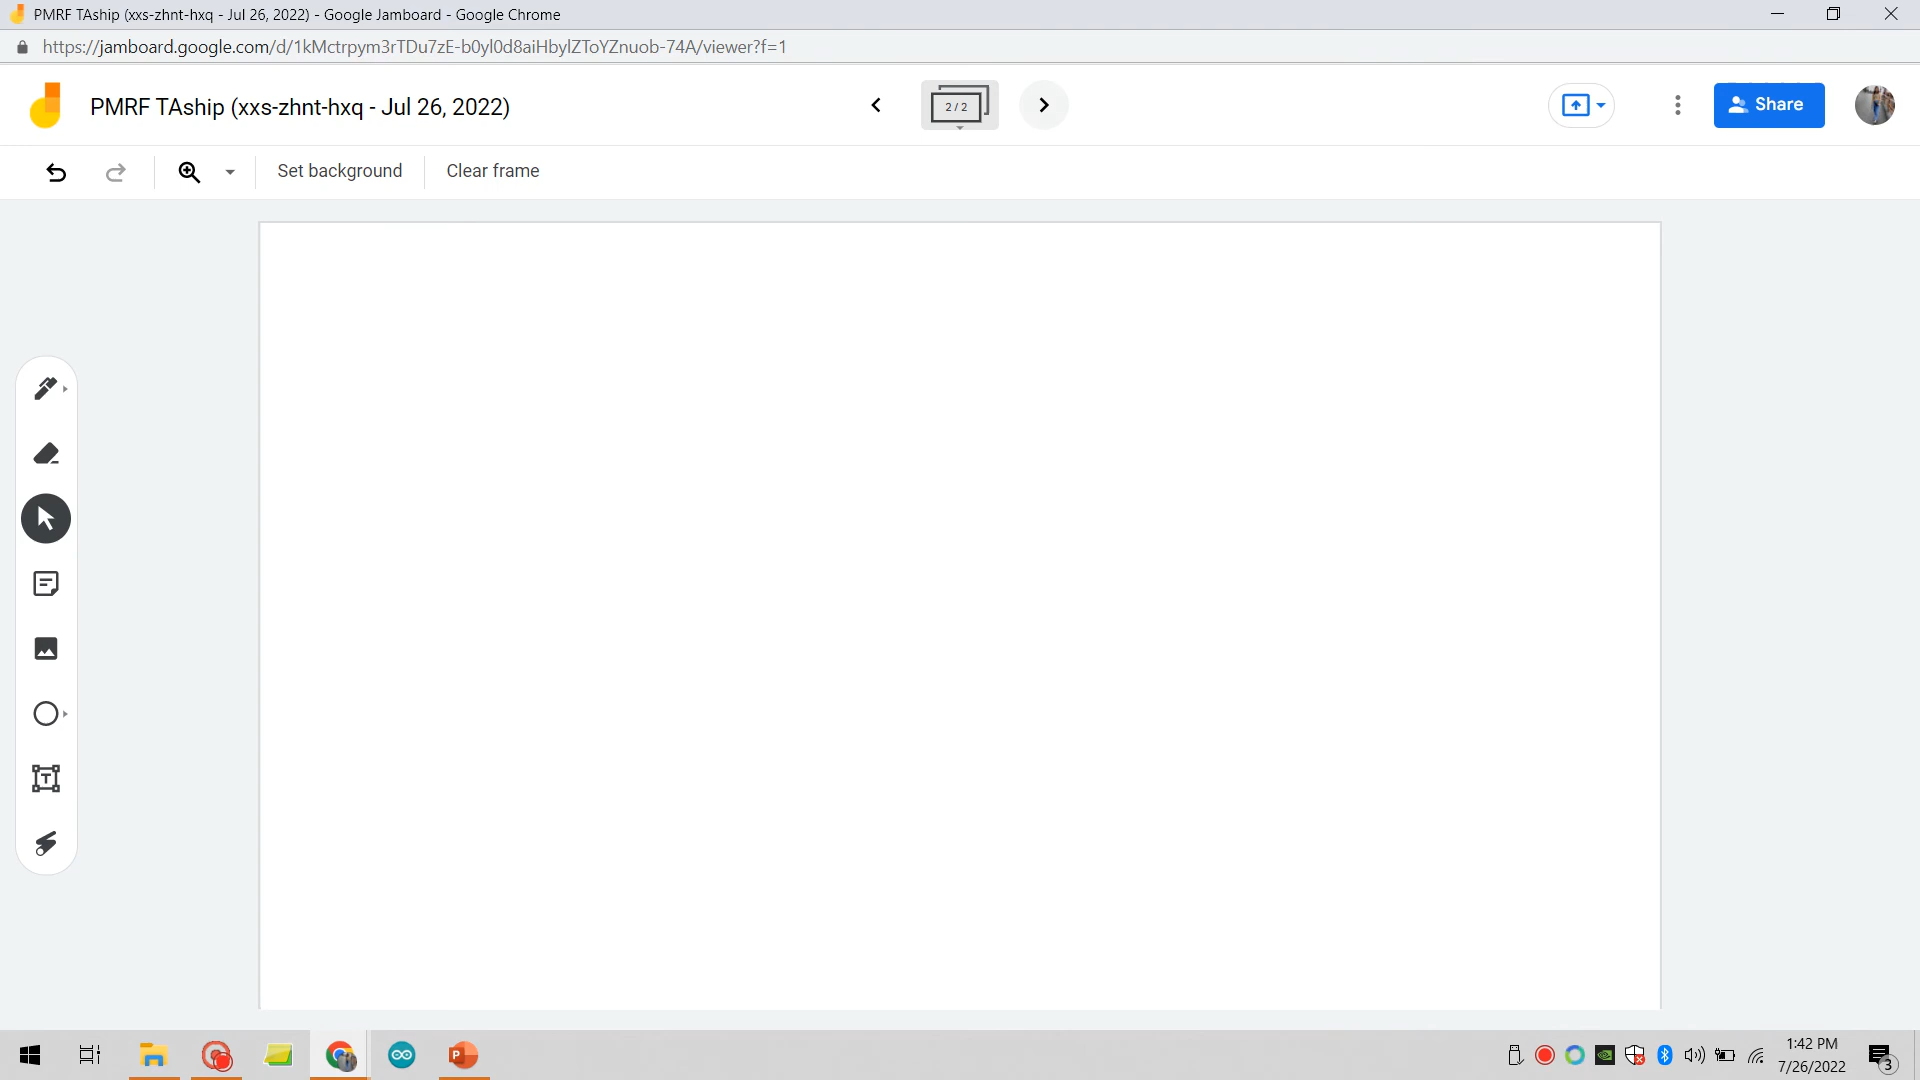 PMRF TAship (xxs-zhnt-hxq - Jul 26, 2022) - Google Jamboard - Google Chrome
https://jamboard.google.com/d/1kMctrpym3rTDu7zE-b0yl0d8aiHbylZToYZnuob-74A/viewer?f=1
PMRF TAship (xxs-zhnt-hxq - Jul 26, 2022)
2 / 2
Share
Set background
Clear frame
1:42 PM
7/26/2022
3